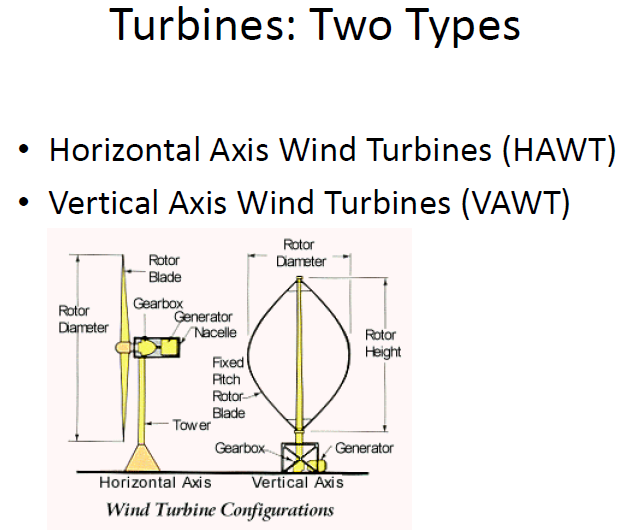 Turbines: Two Types
• Horizontal Axis Wind Turbines (HAWT)
• Vertical Axis Wind Turbines (VAWT)
Rotor
Blade
Rotor
Diameter
Gearbox
Generator
Nacelle
Tower
Horizontal Axis
Rotor
Diameter
Rotor
Height
Fixed
Pitch
Rotor
Blade
Gearbox
Generator
Vertical Axis
Wind Turbine Configurations